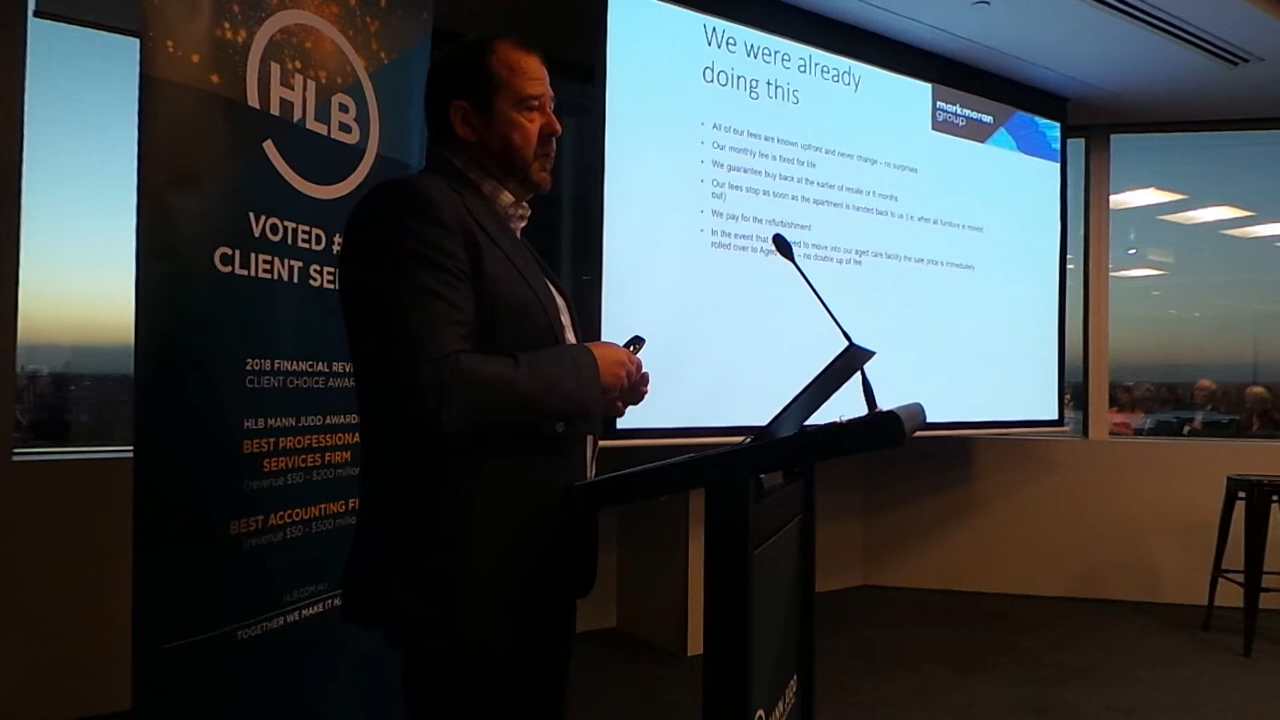 HLB
VOTED #
CLIENT SE
2018 FINANCIAL REVI
CLIENT CHOICE AWAR
HLB MANN JUDD AWARD
BEST PROFESSIONA
SERVICES FIRM
(revenue $50 - $200 million
BEST ACCOUNTING FI
(revenue $50 - $500 millio
HLB.COM.AU
TOGETHER WE MAKE IT HA
We were already
doing this
markmoran
group
• All of our fees are known upfront and never change – no surprises
• Our monthly fee is fixed for life
• We guarantee buy back at the earlier of resale or 6 months
• Our fees stop as soon as the apartment is handed back to us (i.e. when all furniture is moved
out)
• We pay for the refurbishment
• In the event that need to move into our aged care facility the sale price is immediately
rolled over to Aged – no double up of fee
MANN JUDD